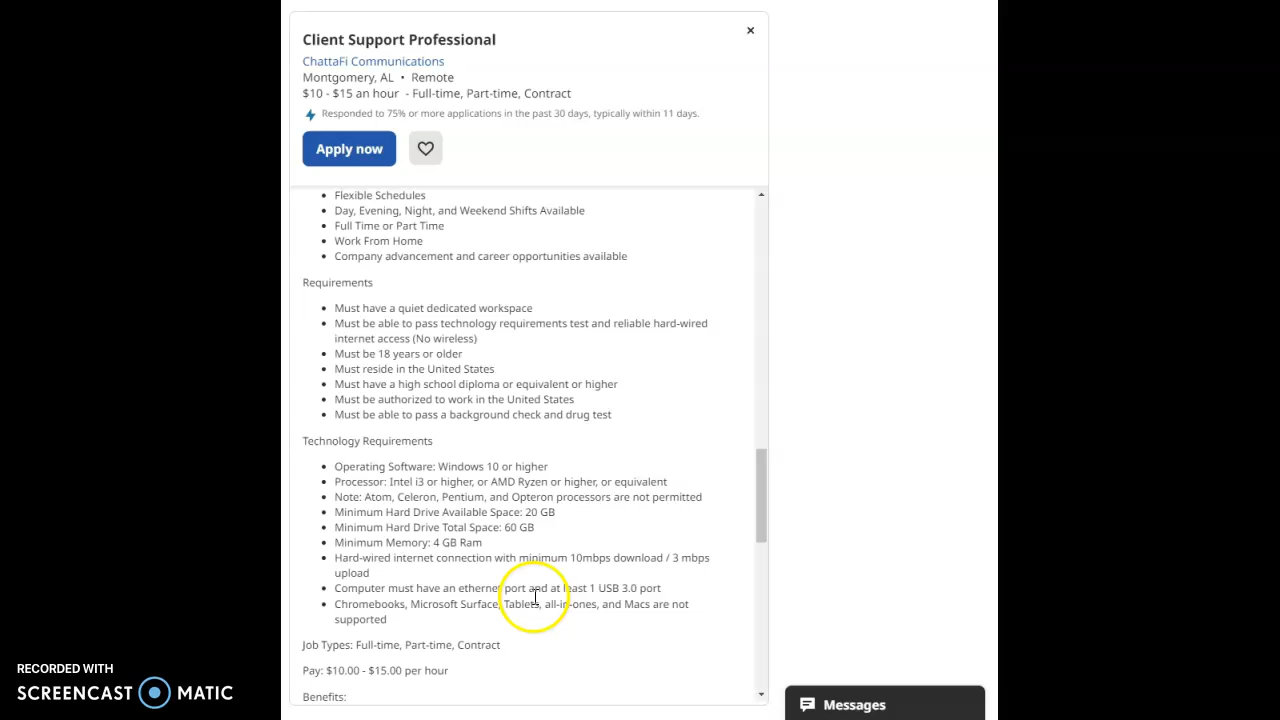 Client Support Professional
×
ChattaFi Communications
Montgomery, AL • Remote
$10 - $15 an hour - Full-time, Part-time, Contract
Responded to 75% or more applications in the past 30 days, typically within 11 days.
Apply now
• Flexible Schedules
• Day, Evening, Night, and Weekend Shifts Available
• Full Time or Part Time
• Work From Home
• Company advancement and career opportunities available
Requirements
• Must have a quiet dedicated workspace
• Must be able to pass technology requirements test and reliable hard-wired
internet access (No wireless)
• Must be 18 years or older
• Must reside in the United States
• Must have a high school diploma or equivalent or higher
• Must be authorized to work in the United States
• Must be able to pass a background check and drug test
Technology Requirements
• Operating Software: Windows 10 or higher
• Processor: Intel i3 or higher, or AMD Ryzen or higher, or equivalent
• Note: Atom, Celeron, Pentium, and Opteron processors are not permitted
• Minimum Hard Drive Available Space: 20 GB
• Minimum Hard Drive Total Space: 60 GB
• Minimum Memory: 4 GB Ram
• Hard-wired internet connection with minimum 10mbps download / 3 mbps
upload
• Computer must have an ethernet port and at least 1 USB 3.0 port
• Chromebooks, Microsoft Surface, Tablets, all-in-ones, and Macs are not
supported
Job Types: Full-time, Part-time, Contract
Pay: $10.00 - $15.00 per hour
Benefits:
RECORDED WITH
SCREENCAST MATIC
Messages